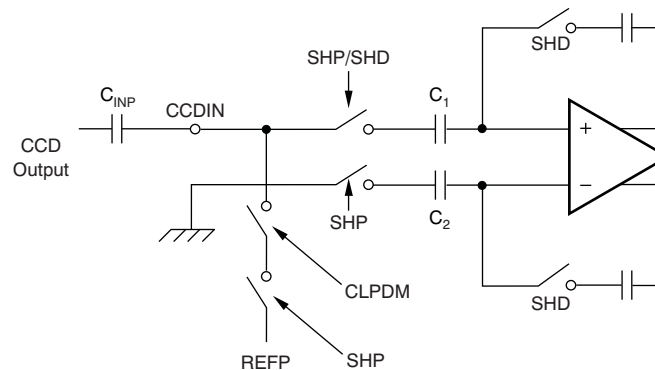 SHD
SHP/SHD
C_INP
CCDIN
C_1
CCD
Output
+
−
SHP
C_2
CLPDM
SHD
REFP
SHP